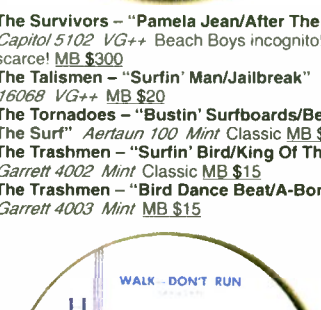 The Survivors – “Pamela Jean/After The
Capitol 5102 VG++ Beach Boys incognito
scarce! MB $300
The Talismen – “Surfin’ Man/Jailbreak”
16068 VG++ MB $20
The Tornadoes – “Bustin’ Surfboards/Be
The Surf” Aertaun 100 Mint Classic MB $
The Trashmen – “Surfin’ Bird/King Of Th
Garrett 4002 Mint Classic MB $15
The Trashmen – “Bird Dance Beat/A-Bon
Garrett 4003 Mint MB $15
WALK - DON'T RUN